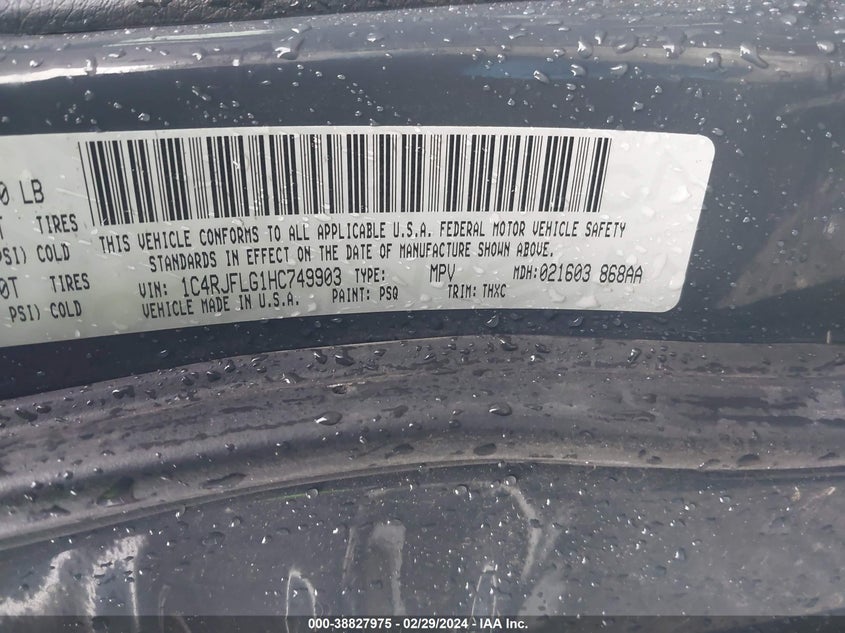 0 LB
T TIRES
PSI) COLD
0T TIRES
PSI) COLD
THIS VEHICLE CONFORMS TO ALL APPLICABLE U.S.A. FEDERAL MOTOR VEHICLE SAFETY
STANDARDS IN EFFECT ON THE DATE OF MANUFACTURE SHOWN ABOVE.
VIN: 1C4RJFLG1HC749903 TYPE: MPV MDH:021603 868AA
VEHICLE MADE IN U.S.A. PAINT: PSQ TRIM: THXC
000-38827975 - 02/29/2024 - IAA Inc.